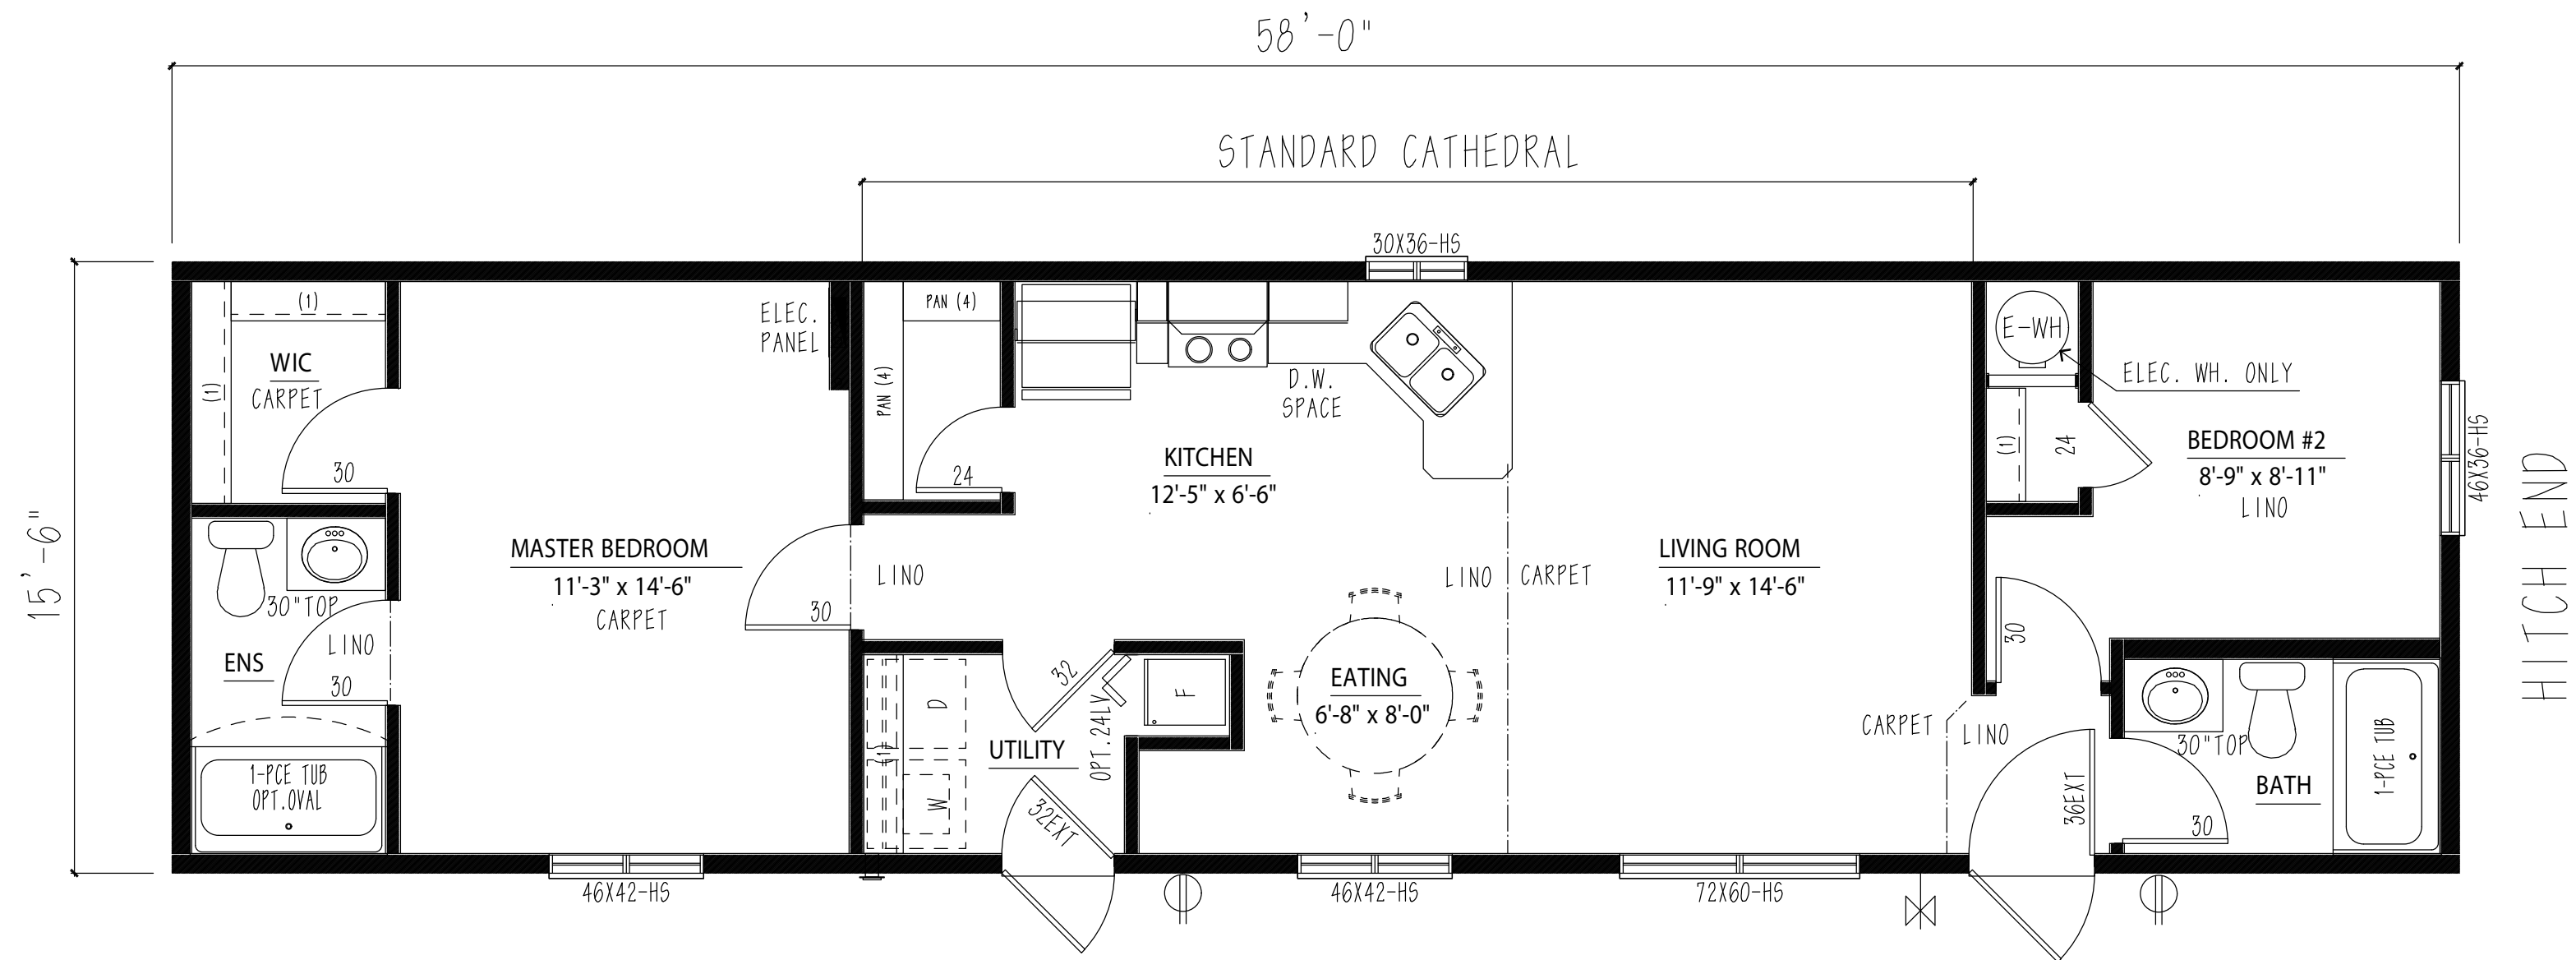 58'-0"
STANDARD CATHEDRAL
30X36-HS
15'-6"
(1)
WIC
CARPET
(1)
30
ELEC.
PANEL
PAN (4)
PAN (4)
24
D.W.
SPACE
KITCHEN
12'-5" x 6'-6"
E-WH
ELEC. WH. ONLY
(1)
24
BEDROOM #2
8'-9" x 8'-11"
LINO
46X36-HS
HITCH END
MASTER BEDROOM
11'-3" x 14'-6"
CARPET
30
LINO
LINO
CARPET
LIVING ROOM
11'-9" x 14'-6"
30"TOP
LINO
ENS
30
1-PCE TUB
OPT.OVAL
32
D
(1)
W
UTILITY
OPT.24LV
F
32EXT
EATING
6'-8" x 8'-0"
30
CARPET
LINO
36EXT
30"TOP
BATH
30
1-PCE TUB
46X42-HS
46X42-HS
72X60-HS